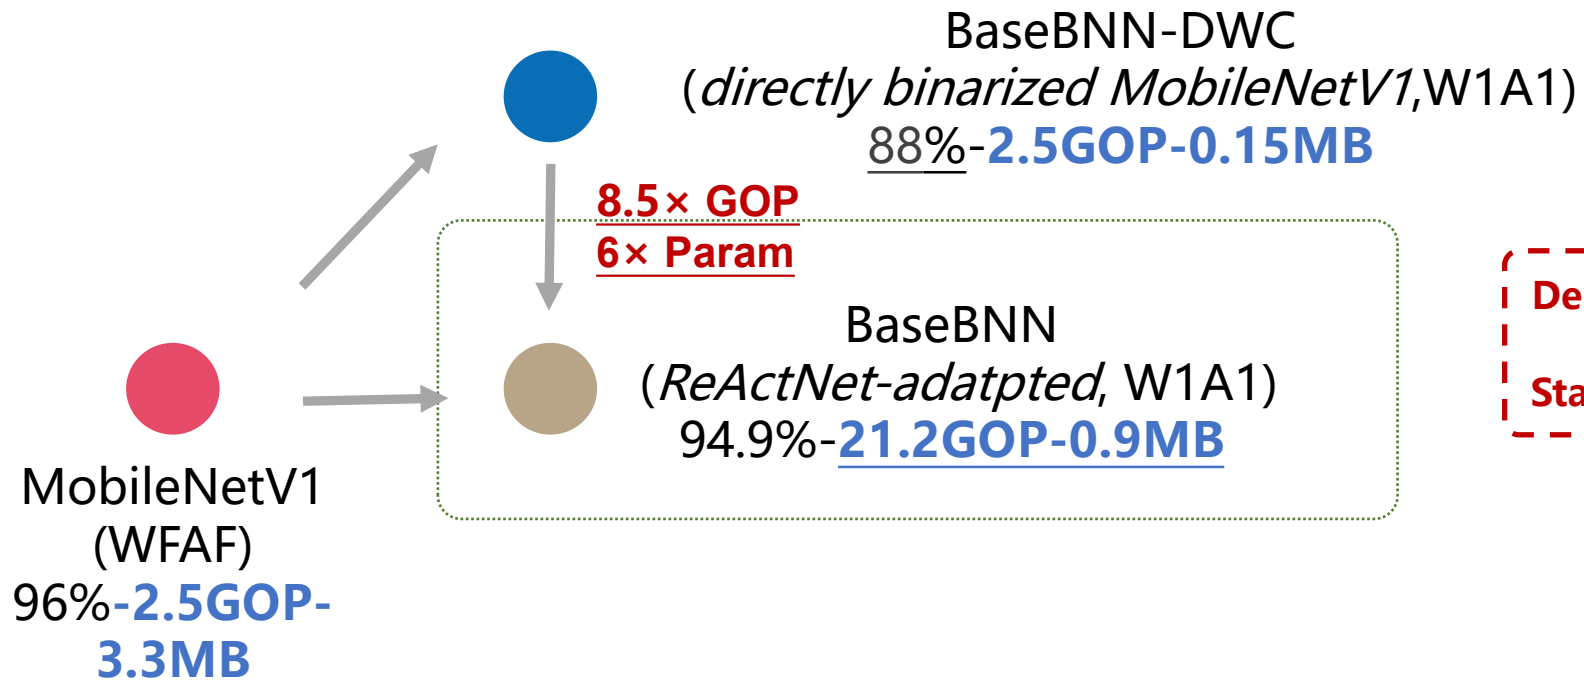 BaseBNN-DWC
(directly binarized MobileNetV1,W1A1)
88%-2.5GOP-0.15MB
8.5× GOP
6× Param
BaseBNN
(ReActNet-adatpted, W1A1)
94.9%-21.2GOP-0.9MB
MobileNetV1
(WFAF)
96%-2.5GOP-
3.3MB